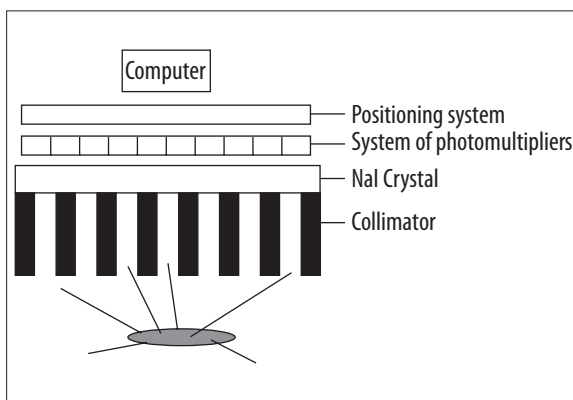 Computer
Positioning system
System of photomultipliers
NaI Crystal
Collimator